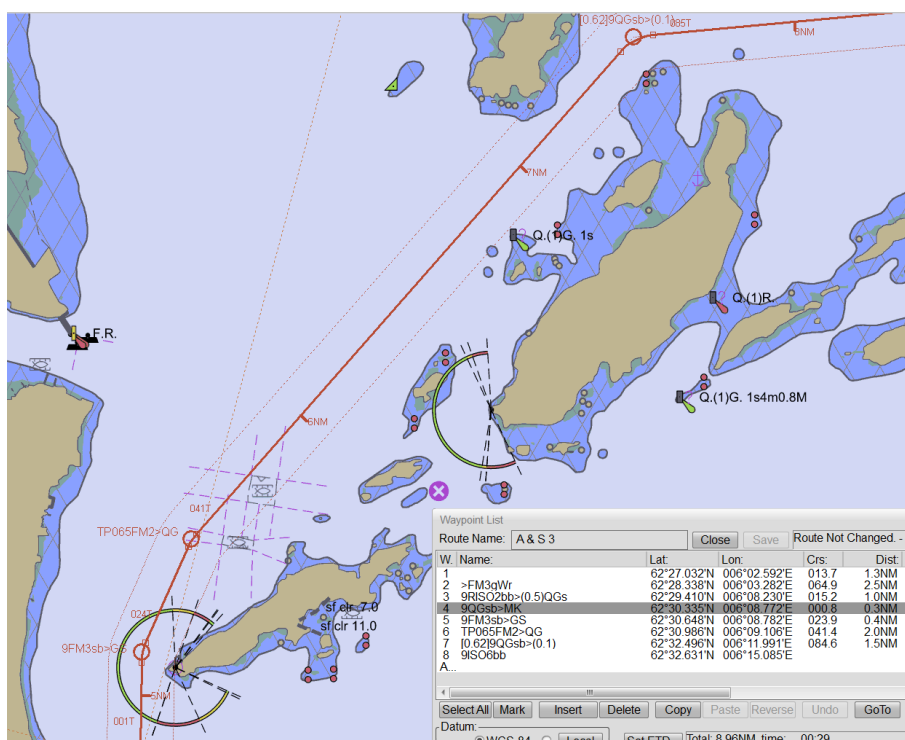 [0.62]9QGsb>(0.1)
085T
8NM
7NM
Q.(1)G. 1s
Q.(1)R.
F.R.
Q.(1)G. 1s4m0.8M
6NM
041T
TP065FM2>QG
024T
sf clr 7.0
sf clr 11.0
9FM3sb>GS
5NM
001T
Waypoint List
Route Name: A & S 3 Close Save Route Not Changed. -
W. Name: Lat: Lon: Crs: Dist:
1 62°27.032'N 006°02.592'E 013.7 1.3NM
2 >FM3gWr 62°28.338'N 006°03.282'E 064.9 2.5NM
3 9RISO2bb>(0.5)QGs 62°29.410'N 006°08.230'E 015.2 1.0NM
4 9QGsb>MK 62°30.335'N 006°08.772'E 000.8 0.3NM
5 9FM3sb>GS 62°30.648'N 006°08.782'E 023.9 0.4NM
6 TP065FM2>QG 62°30.986'N 006°09.106'E 041.4 2.0NM
7 [0.62]9QGsb>(0.1) 62°32.496'N 006°11.991'E 084.6 1.5NM
8 9ISO6bb 62°32.631'N 006°15.085'E
A...
Select All Mark Insert Delete Copy Paste Reverse Undo GoTo
Datum:
WGS-84 Local Set ETD Total: 8.96NM, time: 00:29